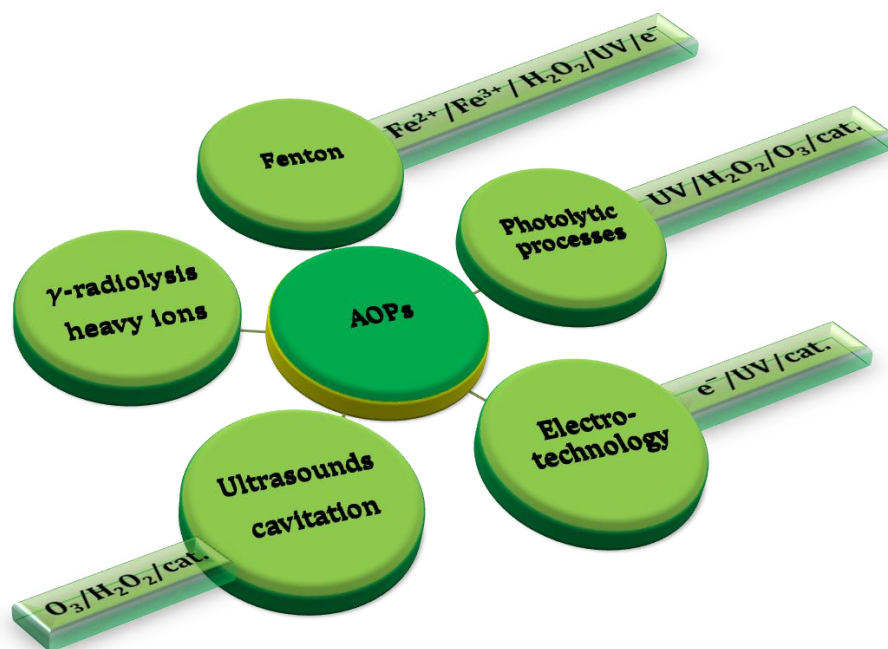 Fe²⁺/Fe³⁺/H₂O₂/UV/e⁻
Fenton
UV/H₂O₂/O₃/cat.
Photolytic
processes
γ-radiolysis
heavy ions
AOPs
e⁻/UV/cat.
Electro-
technology
Ultrasounds
cavitation
O₃/H₂O₂/cat.